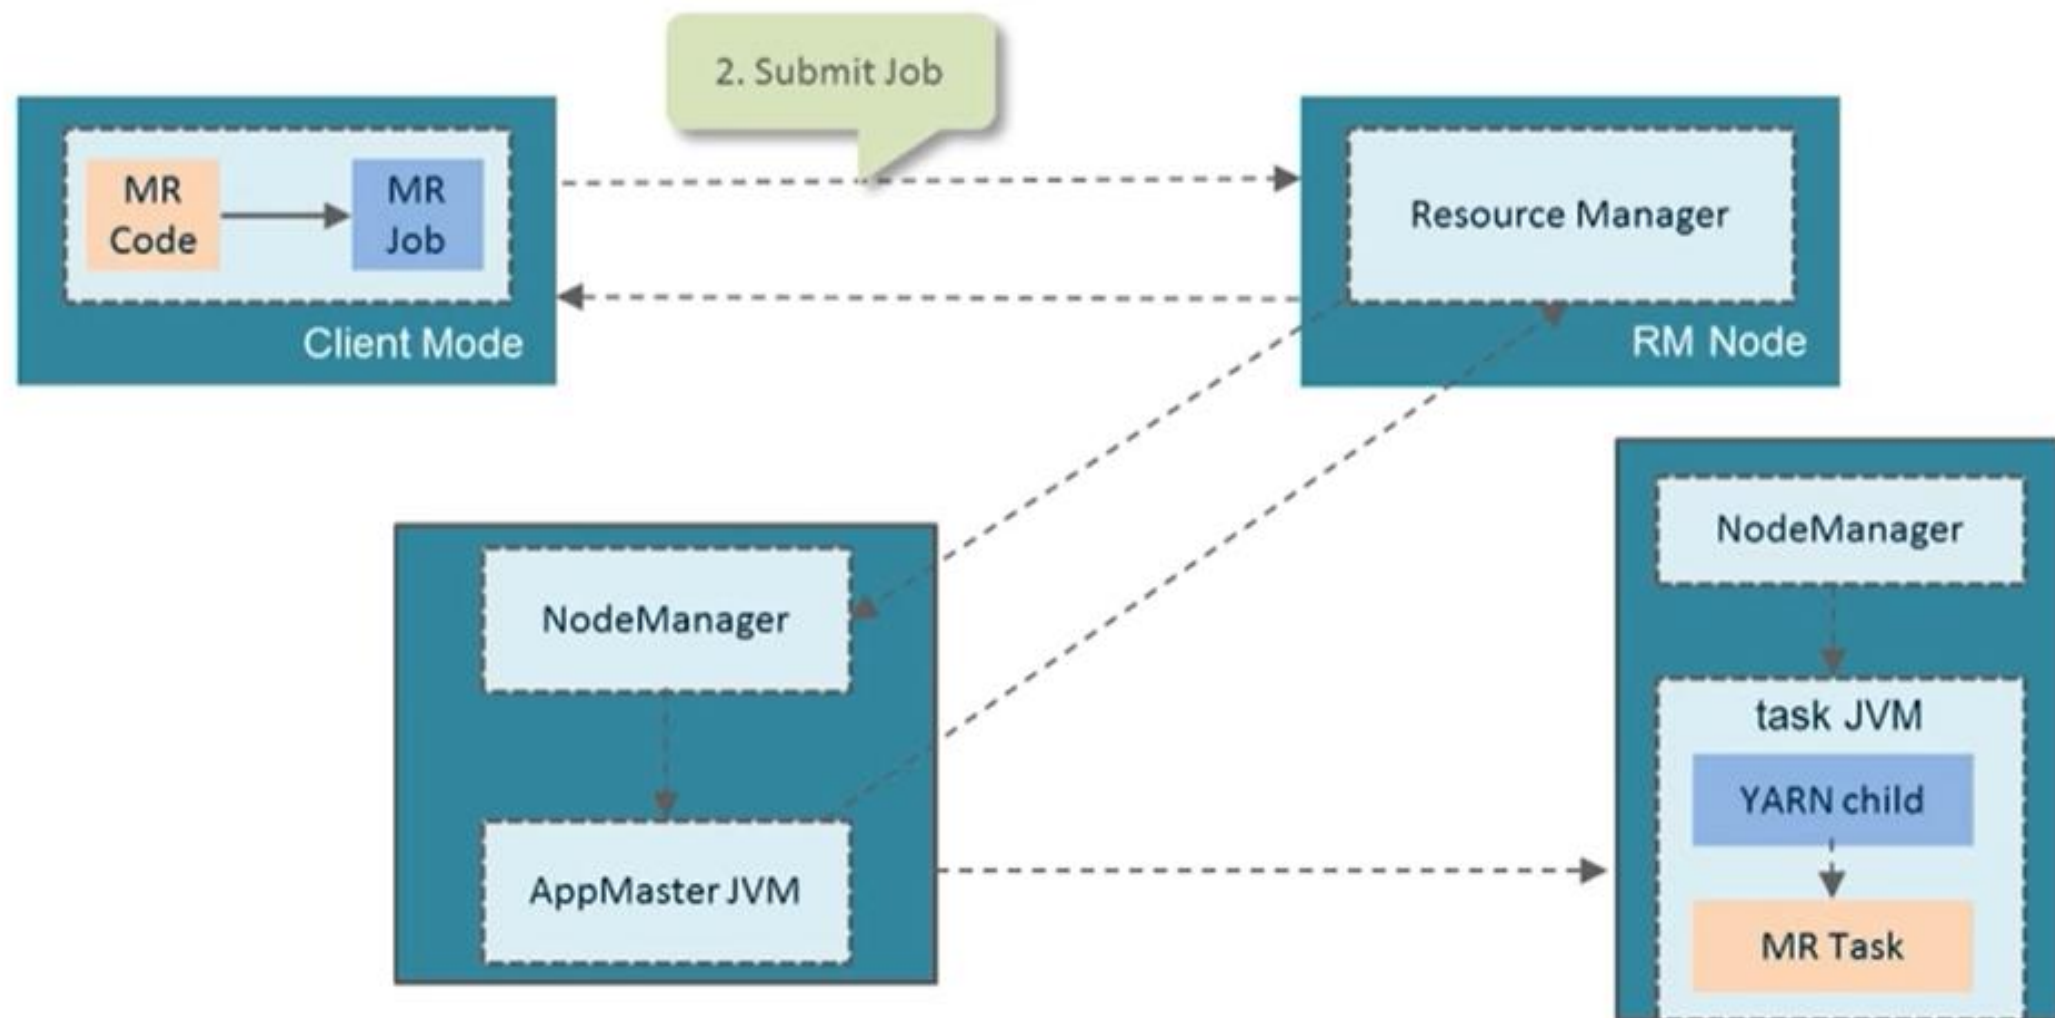 2. Submit Job
MR
Code
MR
Job
Client Mode
Resource Manager
RM Node
NodeManager
AppMaster JVM
NodeManager
task JVM
YARN child
MR Task